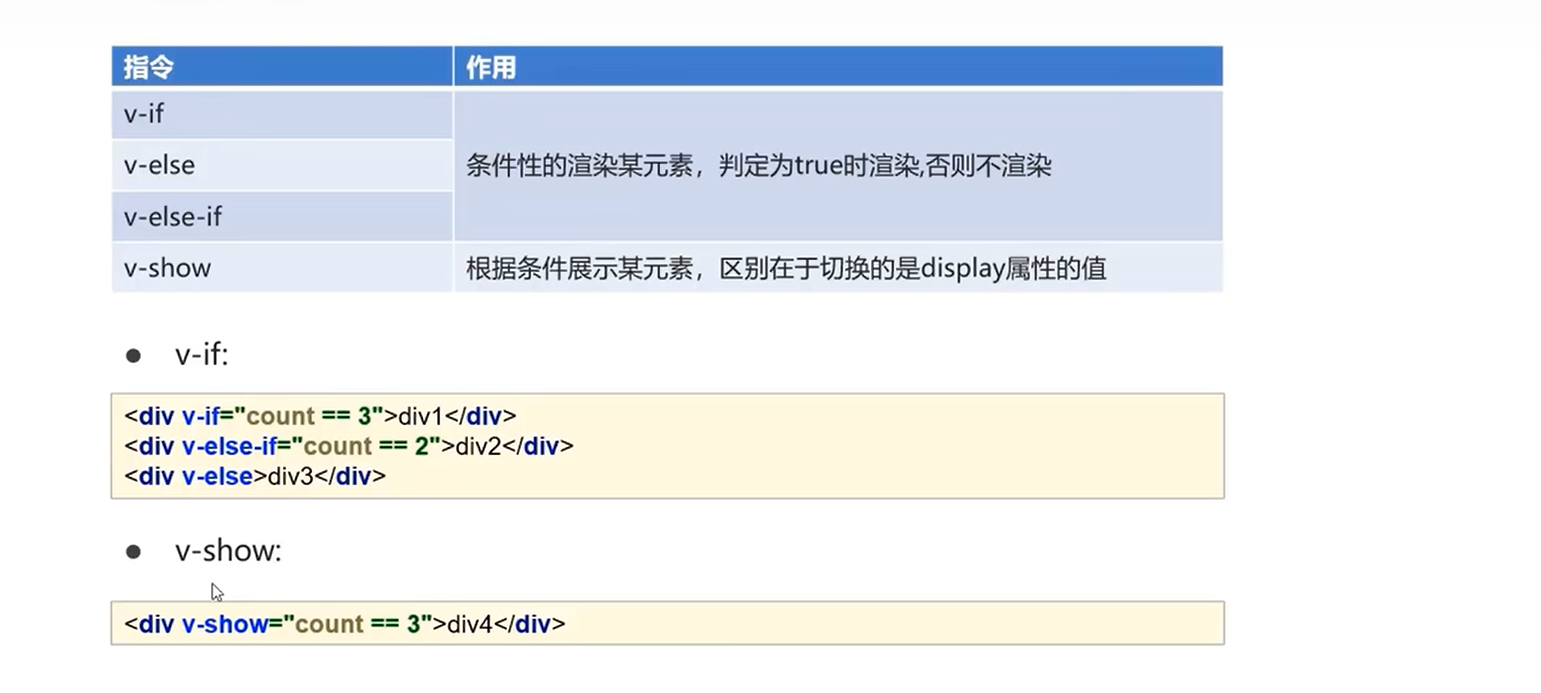 指令 作用
v-if
v-else 条件性的渲染某元素，判定为true时渲染,否则不渲染
v-else-if
v-show 根据条件展示某元素，区别在于切换的是display属性的值
● v-if:
<div v-if="count == 3">div1</div>
<div v-else-if="count == 2">div2</div>
<div v-else>div3</div>
● v-show:
<div v-show="count == 3">div4</div>